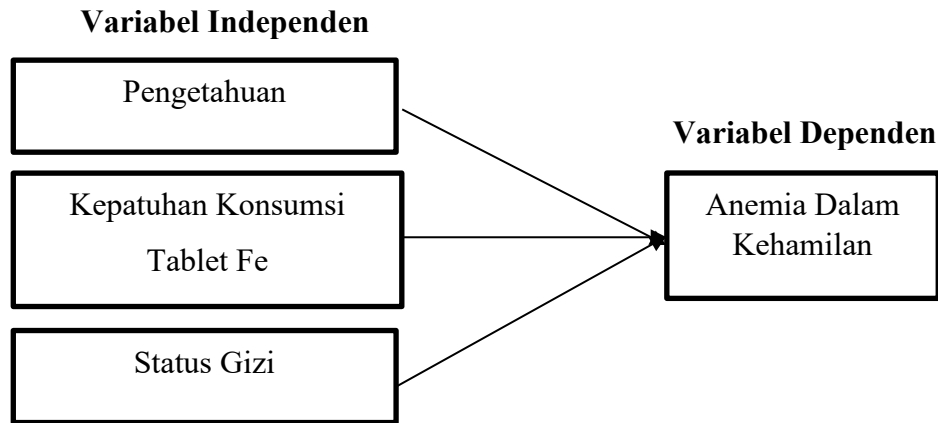 Variabel Independen
Pengetahuan
Kepatuhan Konsumsi
Tablet Fe
Status Gizi
Variabel Dependen
Anemia Dalam
Kehamilan